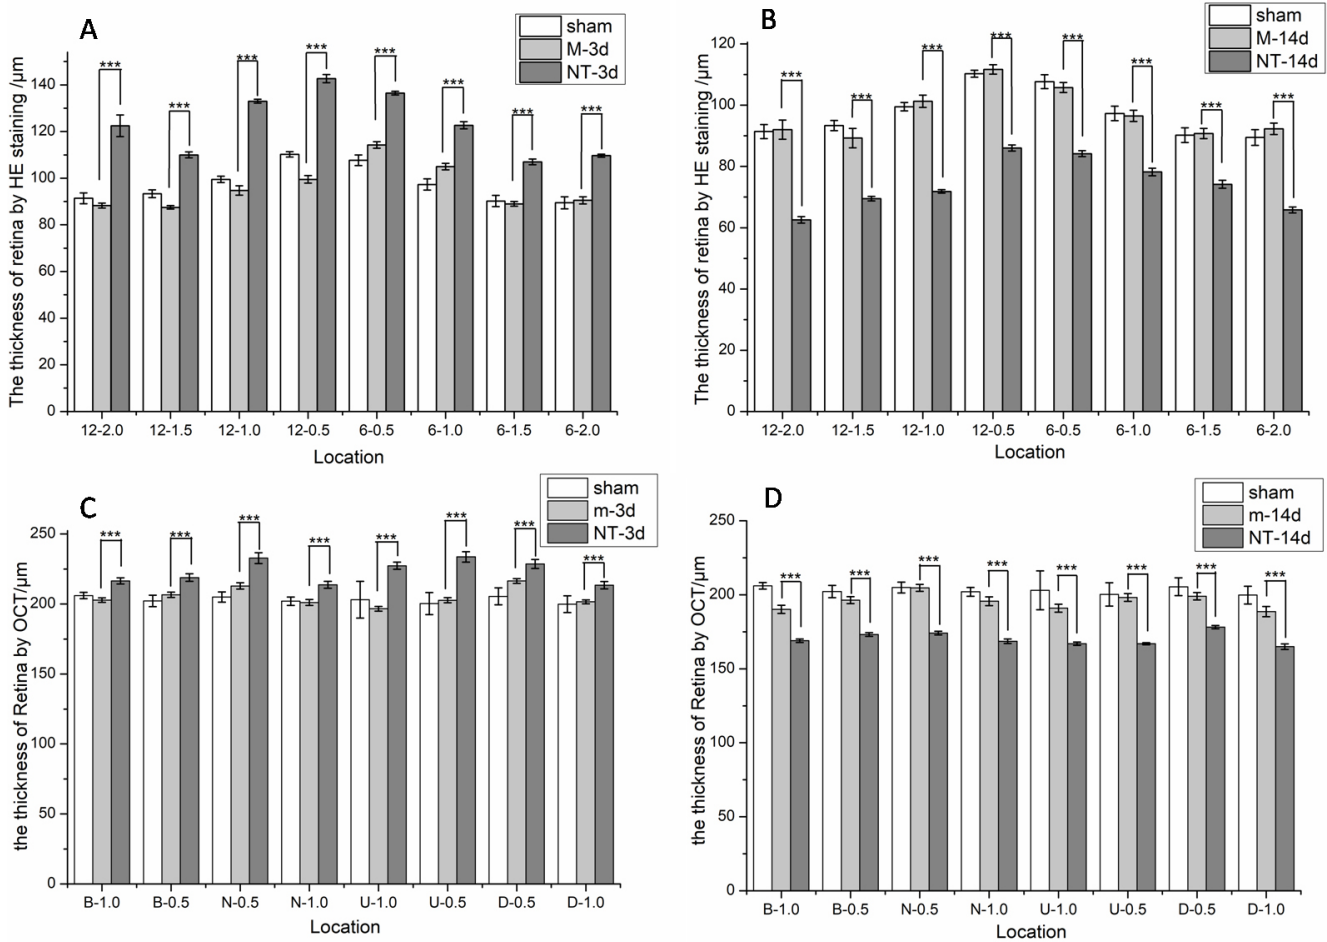 A
sham
M-3d
NT-3d
The thickness of retina by HE staining /μm
140
120
100
80
60
40
20
0
*** *** *** *** *** *** *** ***
12-2.0 12-1.5 12-1.0 12-0.5 6-0.5 6-1.0 6-1.5 6-2.0
Location
B
sham
M-14d
NT-14d
The thickness of retina by HE staining /μm
120
100
80
60
40
20
0
*** *** *** *** *** *** *** ***
12-2.0 12-1.5 12-1.0 12-0.5 6-0.5 6-1.0 6-1.5 6-2.0
Location
C
sham
m-3d
NT-3d
the thickness of Retina by OCT/μm
250
200
150
100
50
0
*** *** *** *** *** *** *** ***
B-1.0 B-0.5 N-0.5 N-1.0 U-1.0 U-0.5 D-0.5 D-1.0
Location
D
sham
m-14d
NT-14d
the thickness of Retina by OCT/μm
250
200
150
100
50
0
*** *** *** *** *** *** *** ***
B-1.0 B-0.5 N-0.5 N-1.0 U-1.0 U-0.5 D-0.5 D-1.0
Location